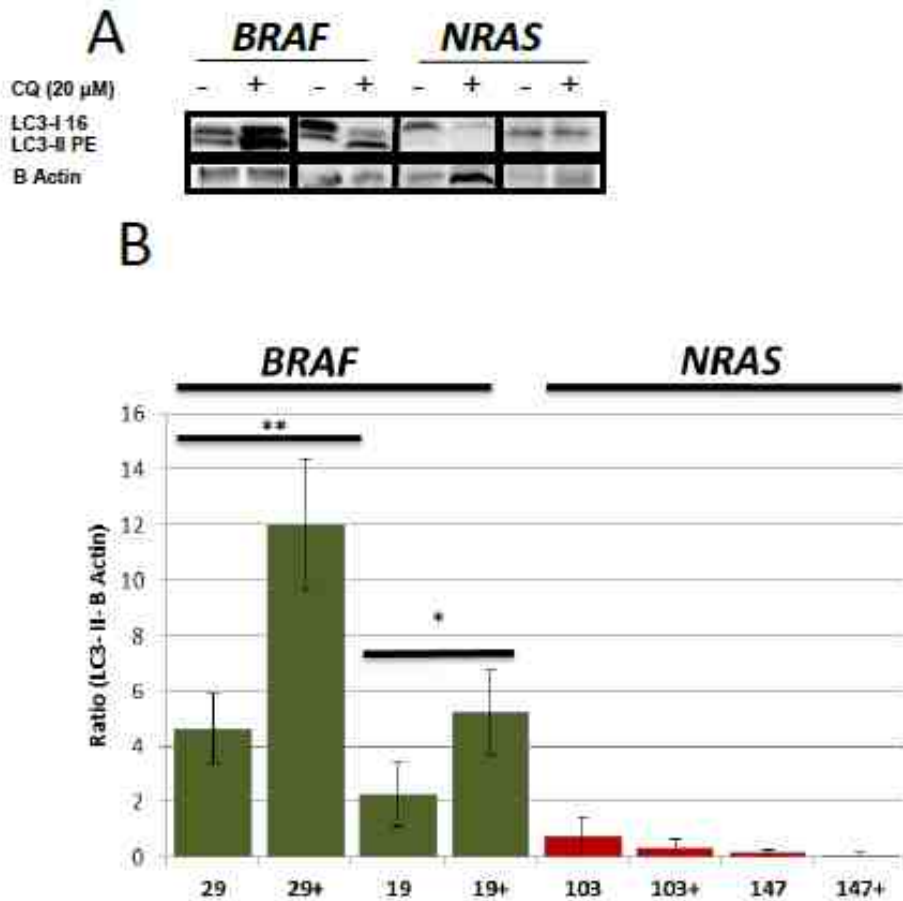 A
BRAF NRAS
CQ (20 µM) - + - + - + - +
LC3-I 16
LC3-II PE
B Actin
B
BRAF NRAS
16
**
14
12
10
8
*
6
4
2
0
Ratio (LC3- II- B Actin)
29 29+ 19 19+ 103 103+ 147 147+